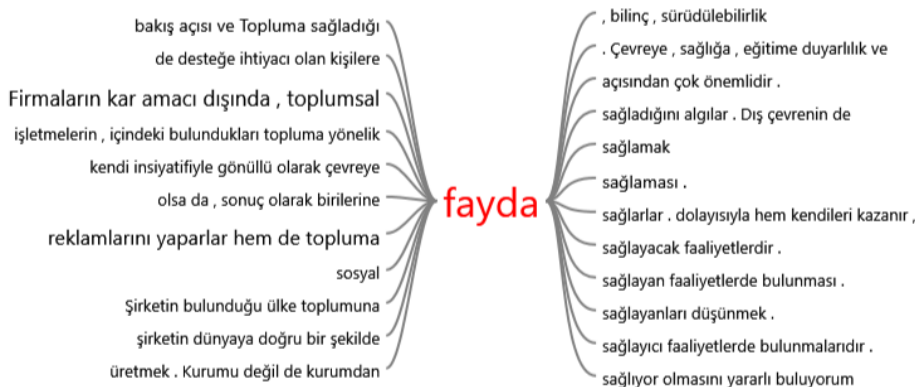 bakış açısı ve Topluma sağladığı
de desteğe ihtiyacı olan kişilere
Firmaların kar amacı dışında , toplumsal
işletmelerin , içindeki bulundukları topluma yönelik
kendi insiyatifiyle gönüllü olarak çevreye
olsa da , sonuç olarak birilerine
reklamlarını yaparlar hem de topluma
sosyal
Şirketin bulunduğu ülke toplumuna
şirketin dünyaya doğru bir şekilde
üretmek . Kurumu değil de kurumdan
fayda
, bilinç , sürüdülebilirlik
. Çevreye , sağlığa , eğitime duyarlılık ve
açısından çok önemlidir .
sağladığını algılar . Dış çevrenin de
sağlamak
sağlaması .
sağlarlar . dolayısıyla hem kendileri kazanır ,
sağlayacak faaliyetlerdir .
sağlayan faaliyetlerde bulunması .
sağlayanları düşünmek .
sağlayıcı faaliyetlerde bulunmalarıdır .
sağlıyor olmasını yararlı buluyorum